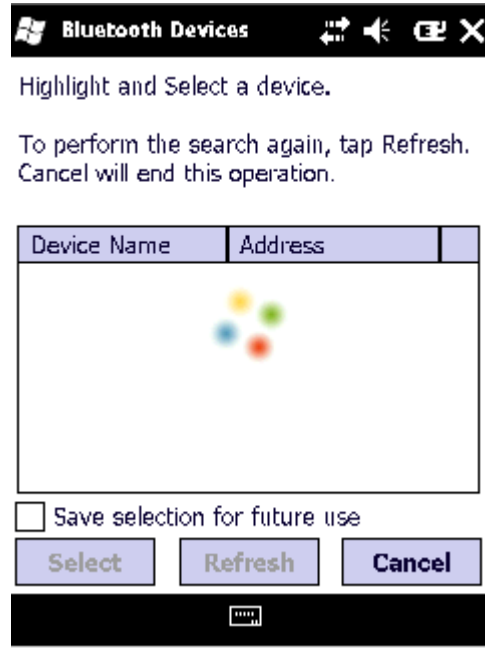 Bluetooth Devices
Highlight and Select a device.
To perform the search again, tap Refresh.
Cancel will end this operation.
Device Name Address
Save selection for future use
Select Refresh Cancel